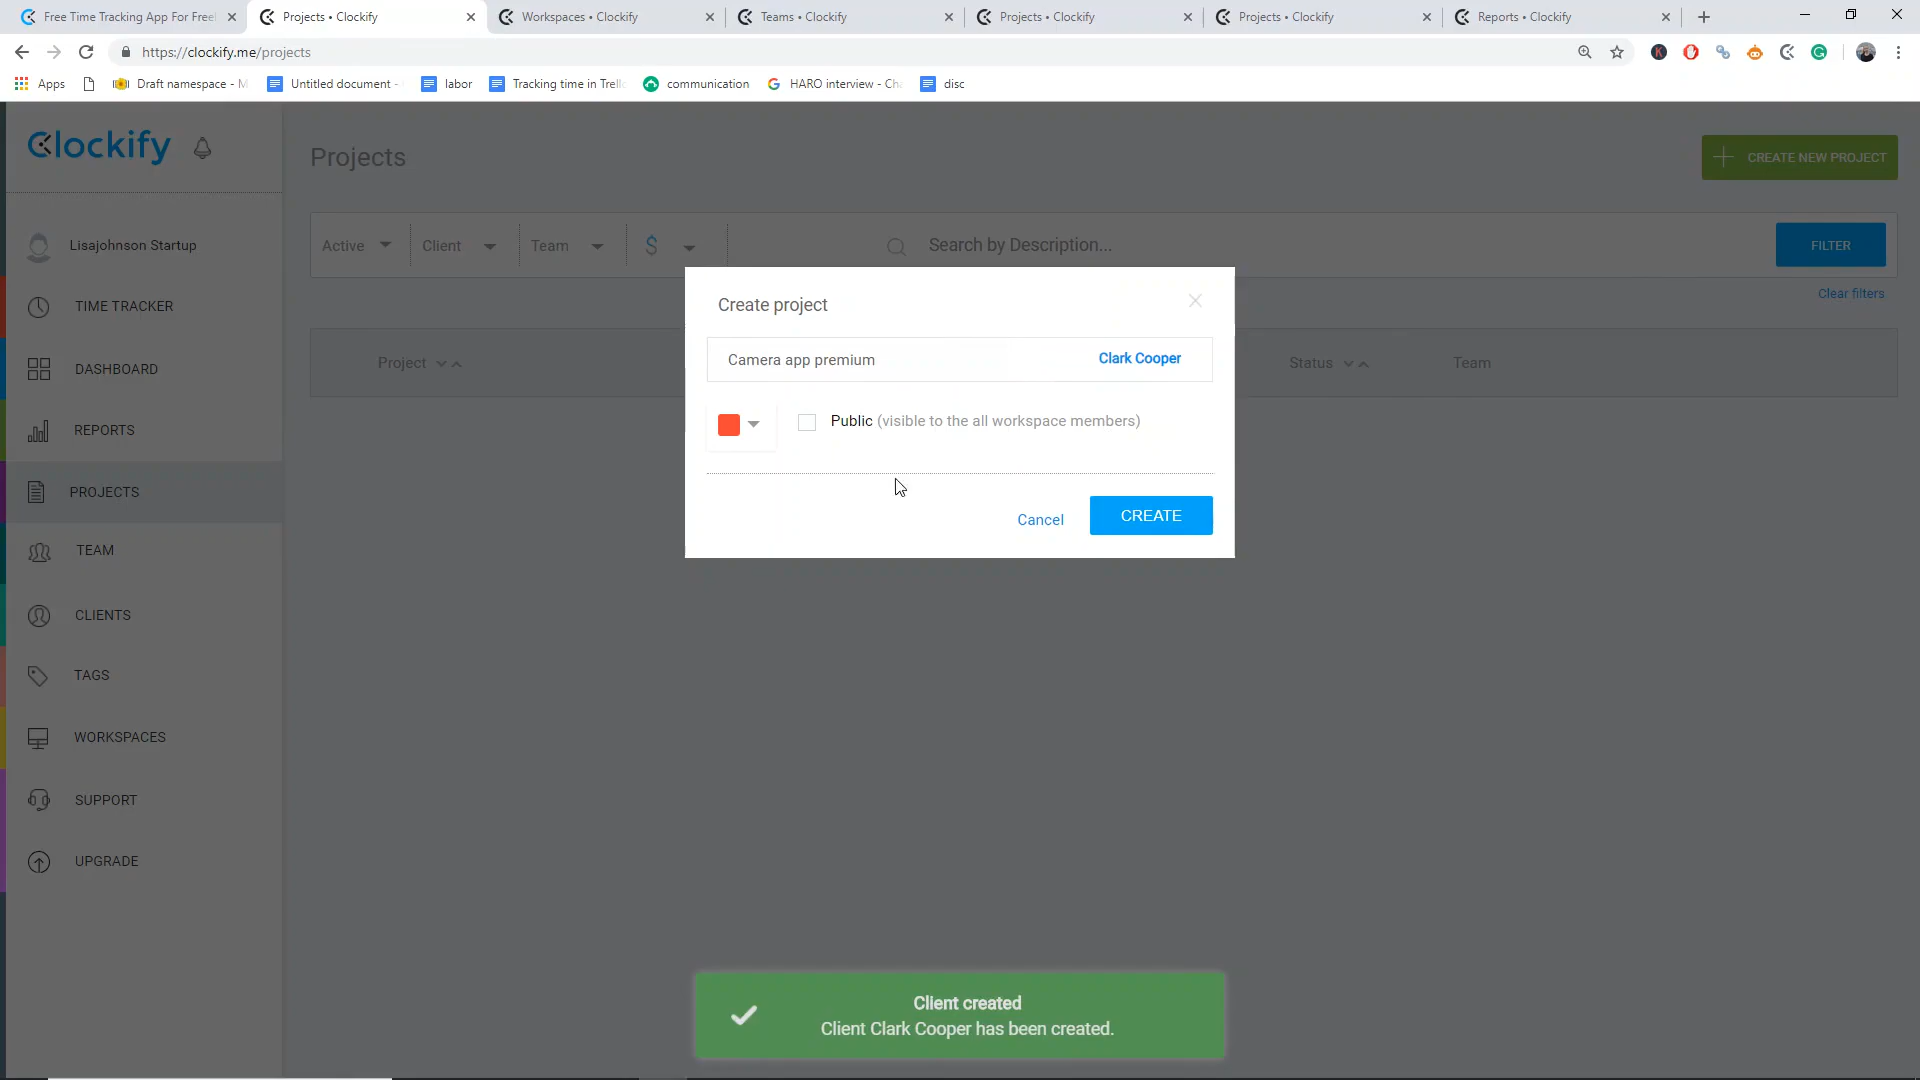 Free Time Tracking App For Free
Projects • Clockify
Workspaces • Clockify
Teams • Clockify
Projects • Clockify
Projects • Clockify
Reports • Clockify
https://clockify.me/projects
Apps
Draft namespace - M
Untitled document -
labor
Tracking time in Trello
communication
HARO interview - Cha
disc
Clockify
Projects
CREATE NEW PROJECT
Lisajohnson Startup
Active
Client
Team
$
Search by Description...
FILTER
Clear filters
TIME TRACKER
DASHBOARD
REPORTS
PROJECTS
TEAM
CLIENTS
TAGS
WORKSPACES
SUPPORT
UPGRADE
Project
Status
Team
Create project
Camera app premium
Clark Cooper
Public (visible to the all workspace members)
Cancel
CREATE
Client created
Client Clark Cooper has been created.